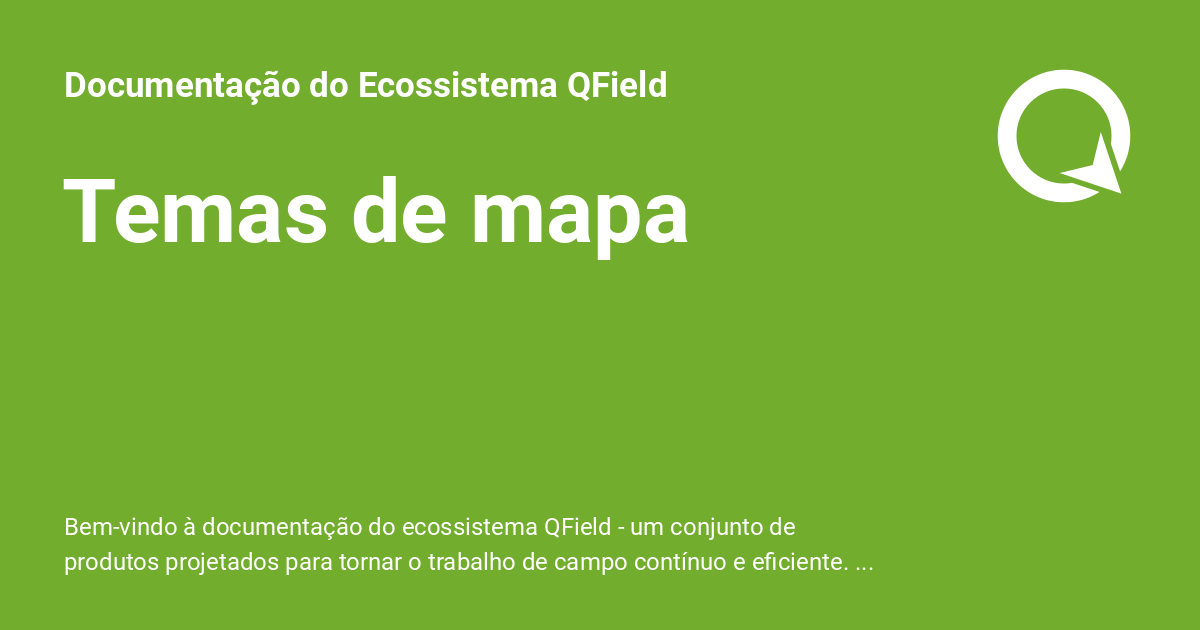 Documentação do Ecossistema QField
Temas de mapa
Bem-vindo à documentação do ecossistema QField - um conjunto de
produtos projetados para tornar o trabalho de campo contínuo e eficiente. ...